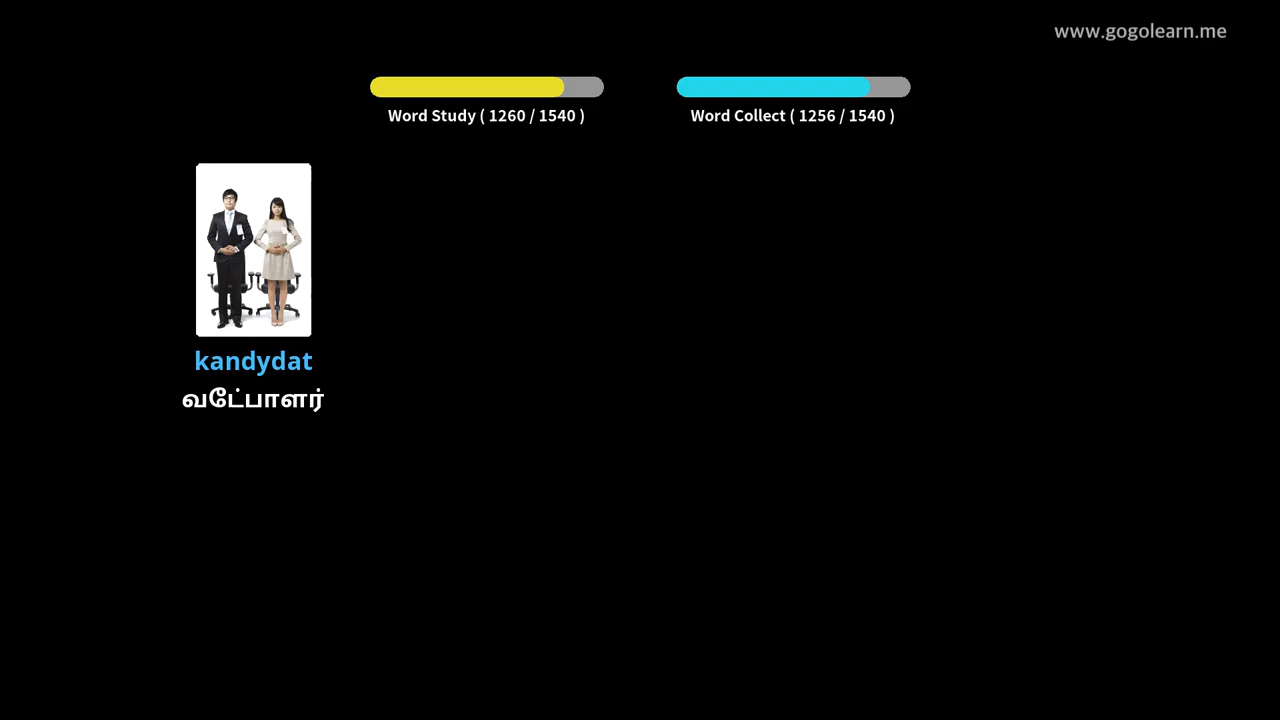 www.gogolearn.me
Word Study ( 1260 / 1540 )
Word Collect ( 1256 / 1540 )
kandydat
வேட்பாளர்